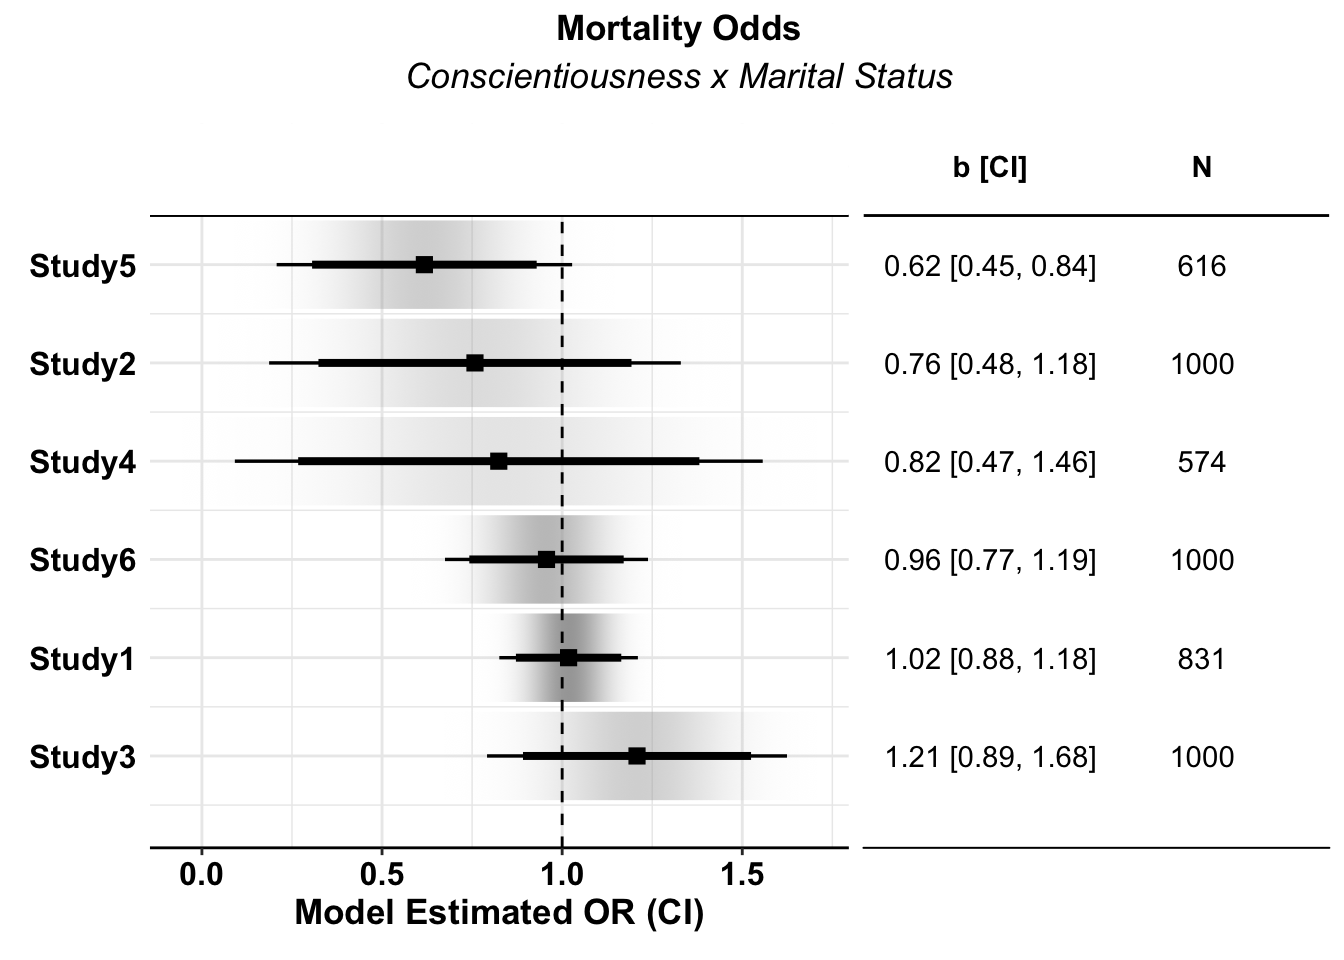 Mortality Odds
Conscientiousness x Marital Status
b [CI] N
Study5 0.62 [0.45, 0.84] 616
Study2 0.76 [0.48, 1.18] 1000
Study4 0.82 [0.47, 1.46] 574
Study6 0.96 [0.77, 1.19] 1000
Study1 1.02 [0.88, 1.18] 831
Study3 1.21 [0.89, 1.68] 1000
0.0 0.5 1.0 1.5
Model Estimated OR (CI)